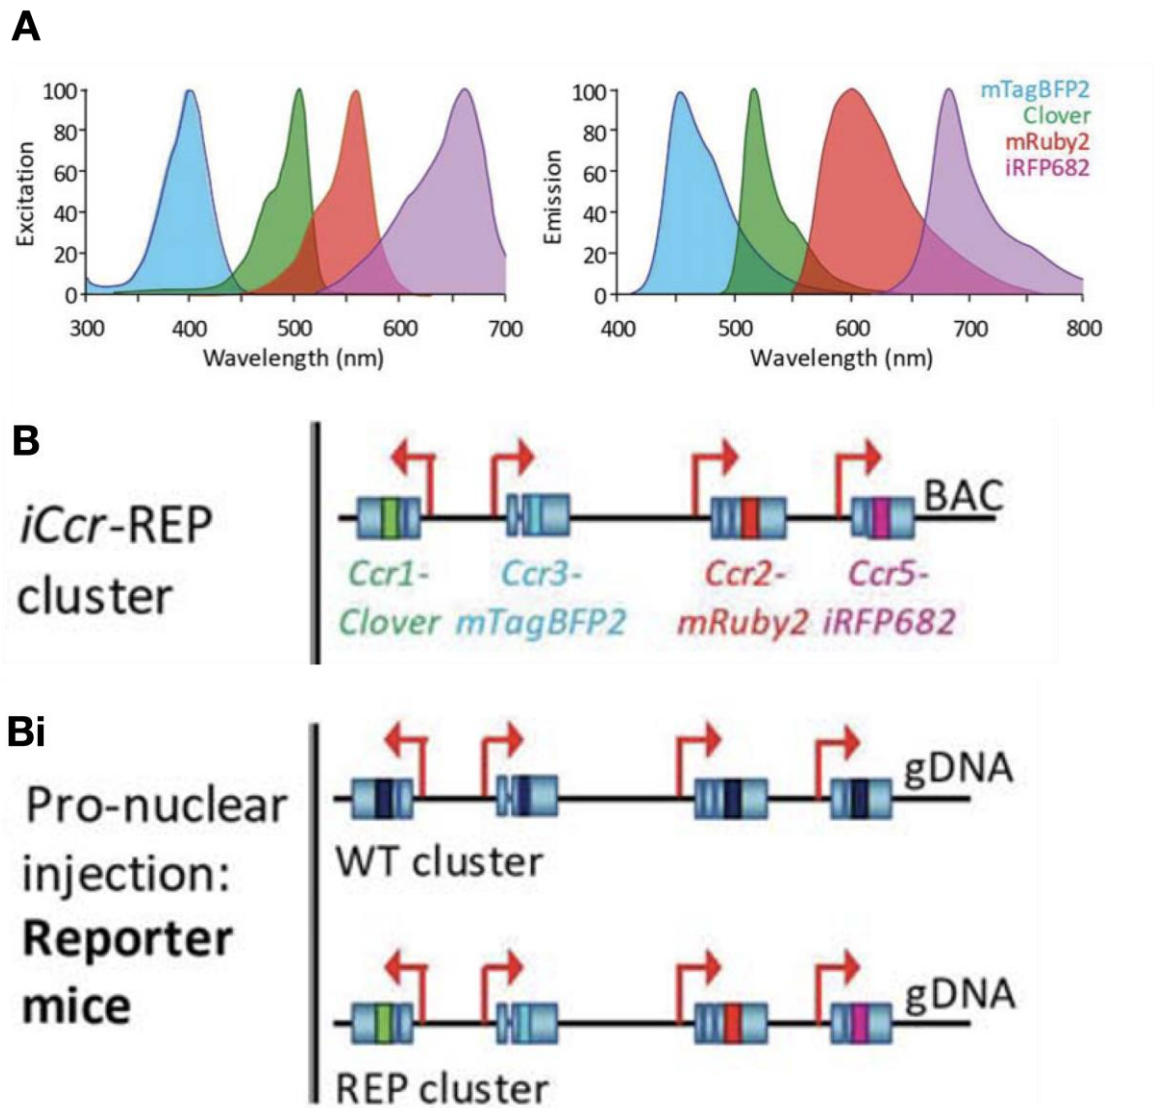 A
100
80
60
40
20
0
Excitation
300 400 500 600 700
Wavelength (nm)
100
80
60
40
20
0
Emission
400 500 600 700 800
Wavelength (nm)
mTagBFP2
Clover
mRuby2
iRFP682
B
iCcr-REP
cluster
BAC
Ccr1- Ccr3- Ccr2- Ccr5-
Clover mTagBFP2 mRuby2 iRFP682
Bi
Pro-nuclear
injection:
Reporter
mice
gDNA
WT cluster
gDNA
REP cluster